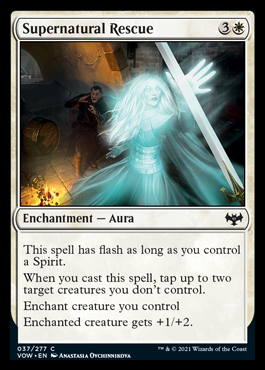 Supernatural Rescue 3
Enchantment — Aura
This spell has flash as long as you control
a Spirit.
When you cast this spell, tap up to two
target creatures you don't control.
Enchant creature you control
Enchanted creature gets +1/+2.
037/277 C
VOW • EN Anastasia Ovchinnikova
™ & © 2021 Wizards of the Coast